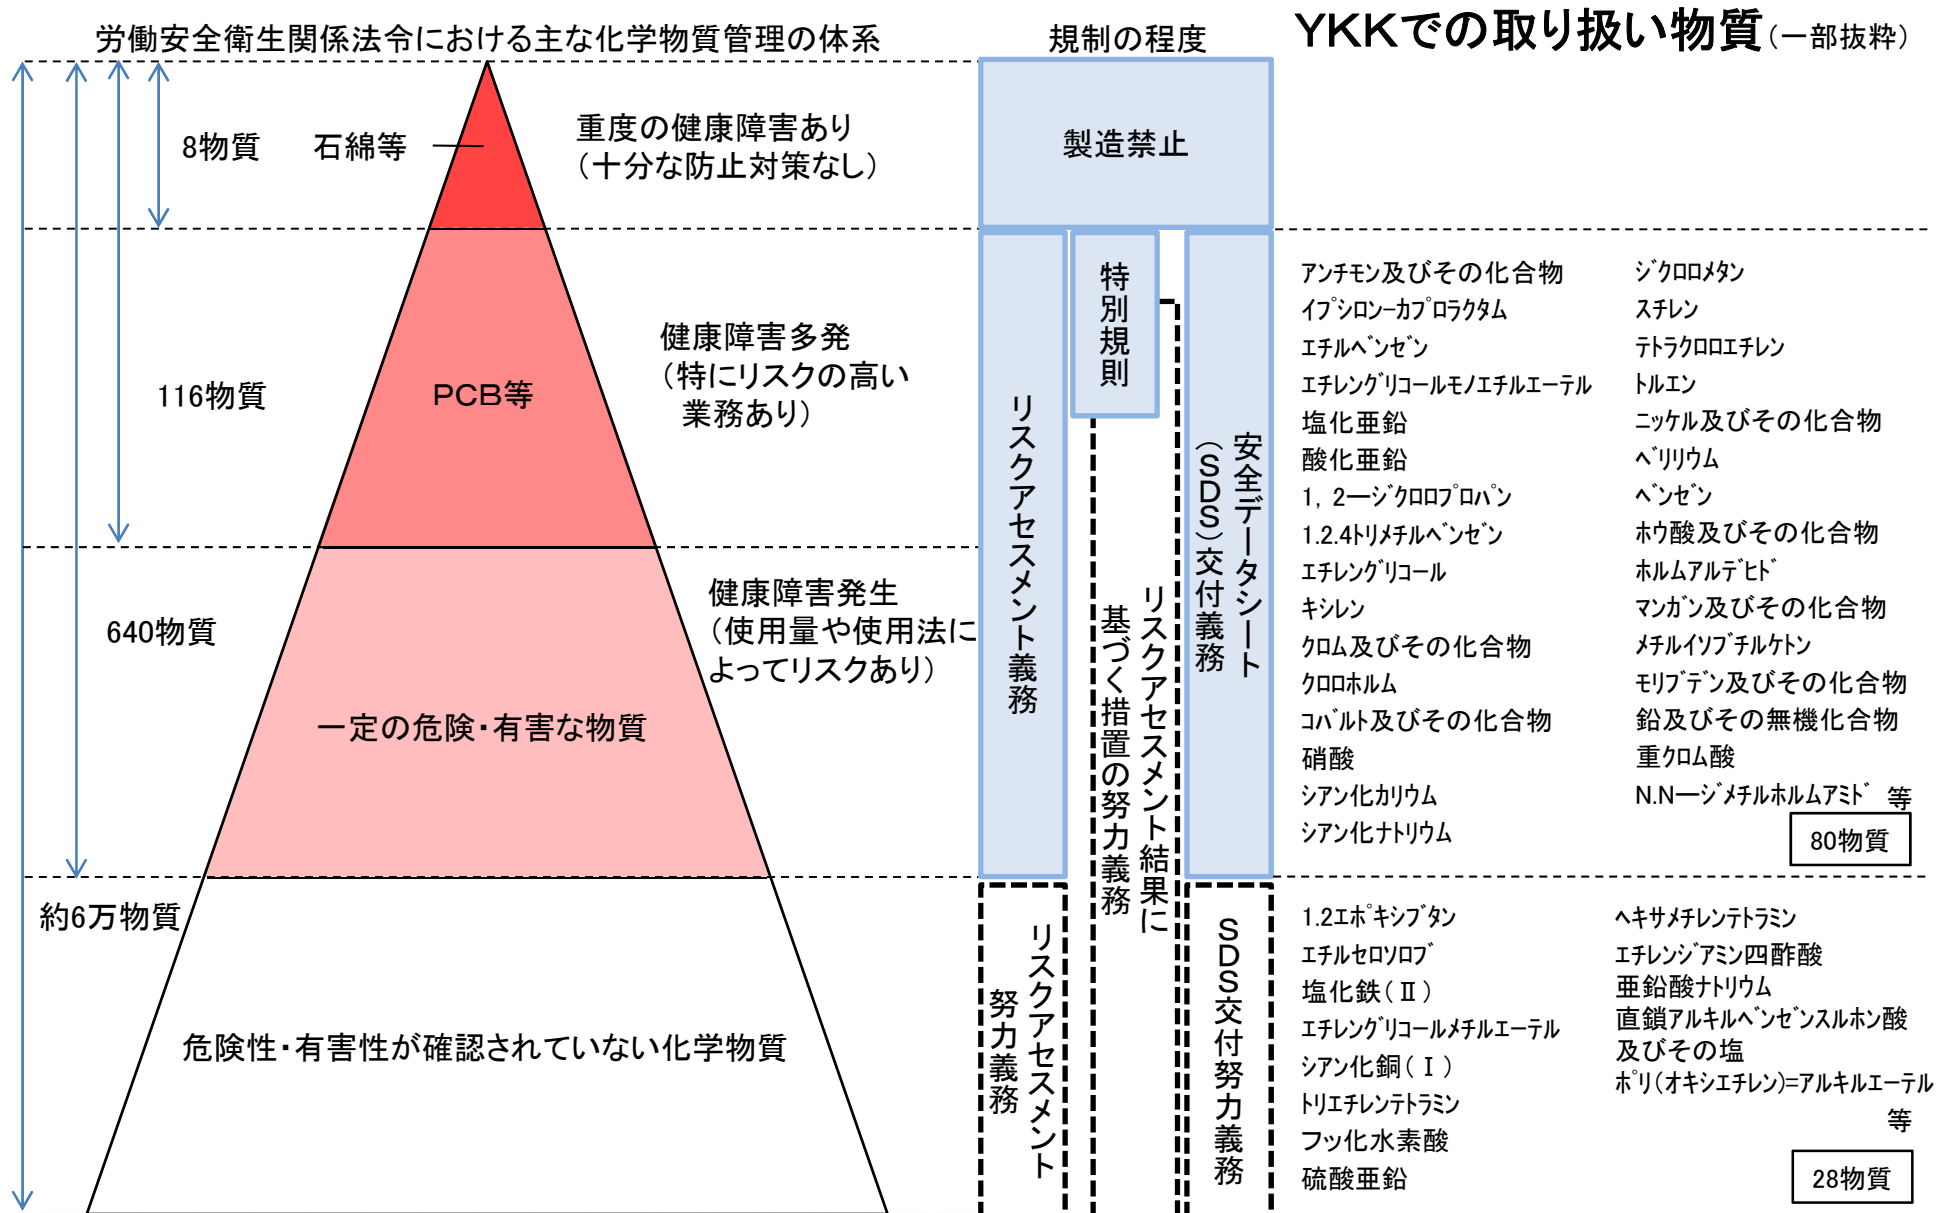 労働安全衛生関係法令における主な化学物質管理の体系
規制の程度
YKKでの取り扱い物質（一部抜粋）
8物質
石綿等
重度の健康障害あり
（十分な防止対策なし）
製造禁止
116物質
PCB等
健康障害多発
（特にリスクの高い
業務あり）
640物質
一定の危険・有害な物質
健康障害発生
（使用量や使用法に
よってリスクあり）
約6万物質
危険性・有害性が確認されていない化学物質
リスクアセスメント義務
特別規則
安全データシート
（SDS）交付義務
リスクアセスメント結果に
基づく措置の努力義務
リスクアセスメント
努力義務
SDS交付努力義務
ｱﾝﾁﾓﾝ及びその化合物
ｲﾌﾟｼﾛﾝｰｶﾌﾟﾛﾗｸﾀﾑ
ｴﾁﾙﾍﾞﾝｾﾞﾝ
ｴﾁﾚﾝｸﾞﾘｺｰﾙﾓﾉｴﾁﾙｴｰﾃﾙ
塩化亜鉛
酸化亜鉛
1，2―ｼﾞｸﾛﾛﾌﾟﾛﾊﾟﾝ
1.2.4ﾄﾘﾒﾁﾙﾍﾞﾝｾﾞﾝ
ｴﾁﾚﾝｸﾞﾘｺｰﾙ
ｷｼﾚﾝ
ｸﾛﾑ及びその化合物
ｸﾛﾛﾎﾙﾑ
ｺﾊﾞﾙﾄ及びその化合物
硝酸
ｼｱﾝ化ｶﾘｳﾑ
ｼｱﾝ化ﾅﾄﾘｳﾑ
ｼﾞｸﾛﾛﾒﾀﾝ
ｽﾁﾚﾝ
ﾃﾄﾗｸﾛﾛｴﾁﾚﾝ
ﾄﾙｴﾝ
ﾆｯｹﾙ及びその化合物
ﾍﾞﾘﾘｳﾑ
ﾍﾞﾝｾﾞﾝ
ﾎｳ酸及びその化合物
ﾎﾙﾑｱﾙﾃﾞﾋﾄﾞ
ﾏﾝｶﾞﾝ及びその化合物
ﾒﾁﾙｲｿﾌﾞﾁﾙｹﾄﾝ
ﾓﾘﾌﾞﾃﾞﾝ及びその化合物
鉛及びその無機化合物
重ｸﾛﾑ酸
N.N―ｼﾞﾒﾁﾙﾎﾙﾑｱﾐﾄﾞ 等
80物質
1.2ｴﾎﾟｷｼﾌﾞﾀﾝ
ｴﾁﾙｾﾛｿﾛﾌﾞ
塩化鉄（Ⅱ）
ｴﾁﾚﾝｸﾞﾘｺｰﾙﾒﾁﾙｴｰﾃﾙ
ｼｱﾝ化銅（Ⅰ）
ﾄﾘｴﾁﾚﾝﾃﾄﾗﾐﾝ
フッ化水素酸
硫酸亜鉛
ﾍｷｻﾒﾁﾚﾝﾃﾄﾗﾐﾝ
ｴﾁﾚﾝｼﾞｱﾐﾝ四酢酸
亜鉛酸ﾅﾄﾘｳﾑ
直鎖ｱﾙｷﾙﾍﾞﾝｾﾞﾝｽﾙﾎﾝ酸
及びその塩
ﾎﾟﾘ(ｵｷｼｴﾁﾚﾝ)=ｱﾙｷﾙｴｰﾃﾙ
等
28物質